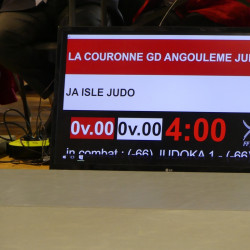 LA COURONNE GD ANGOULEME JU
JA ISLE JUDO
0v.00 0v.00 4:00
FF
in combat : (-66) JUDOKA 1 - (-66)